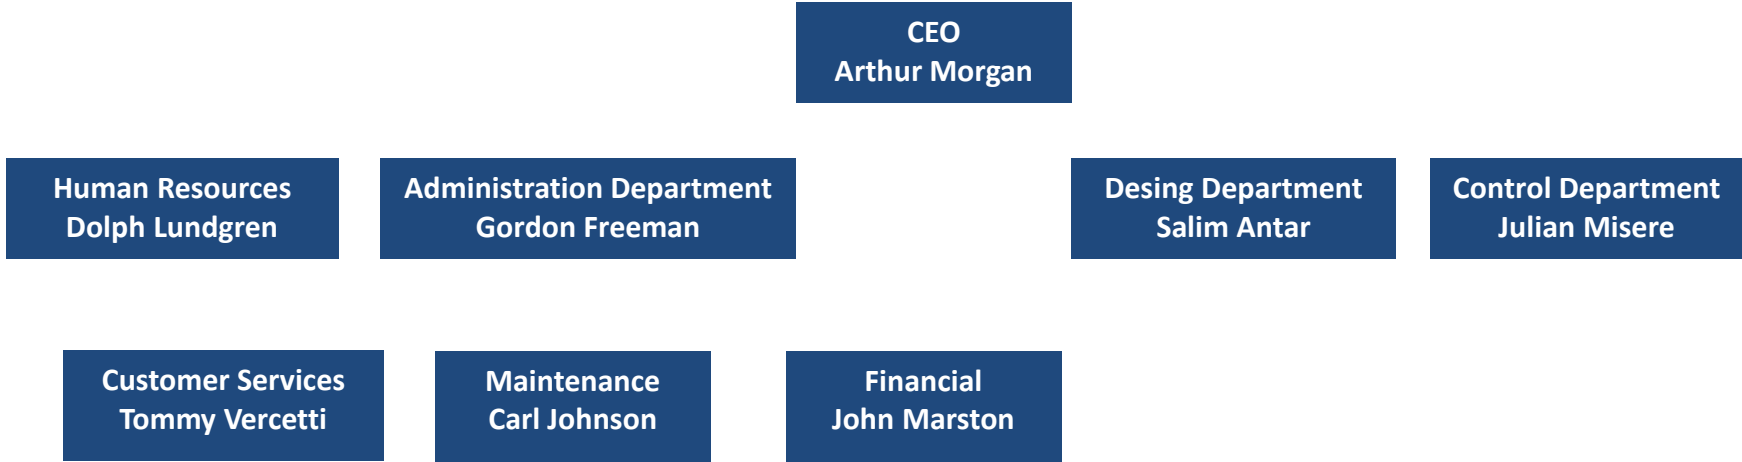 CEO
Arthur Morgan
Human Resources
Dolph Lundgren
Administration Department
Gordon Freeman
Desing Department
Salim Antar
Control Department
Julian Misere
Customer Services
Tommy Vercetti
Maintenance
Carl Johnson
Financial
John Marston